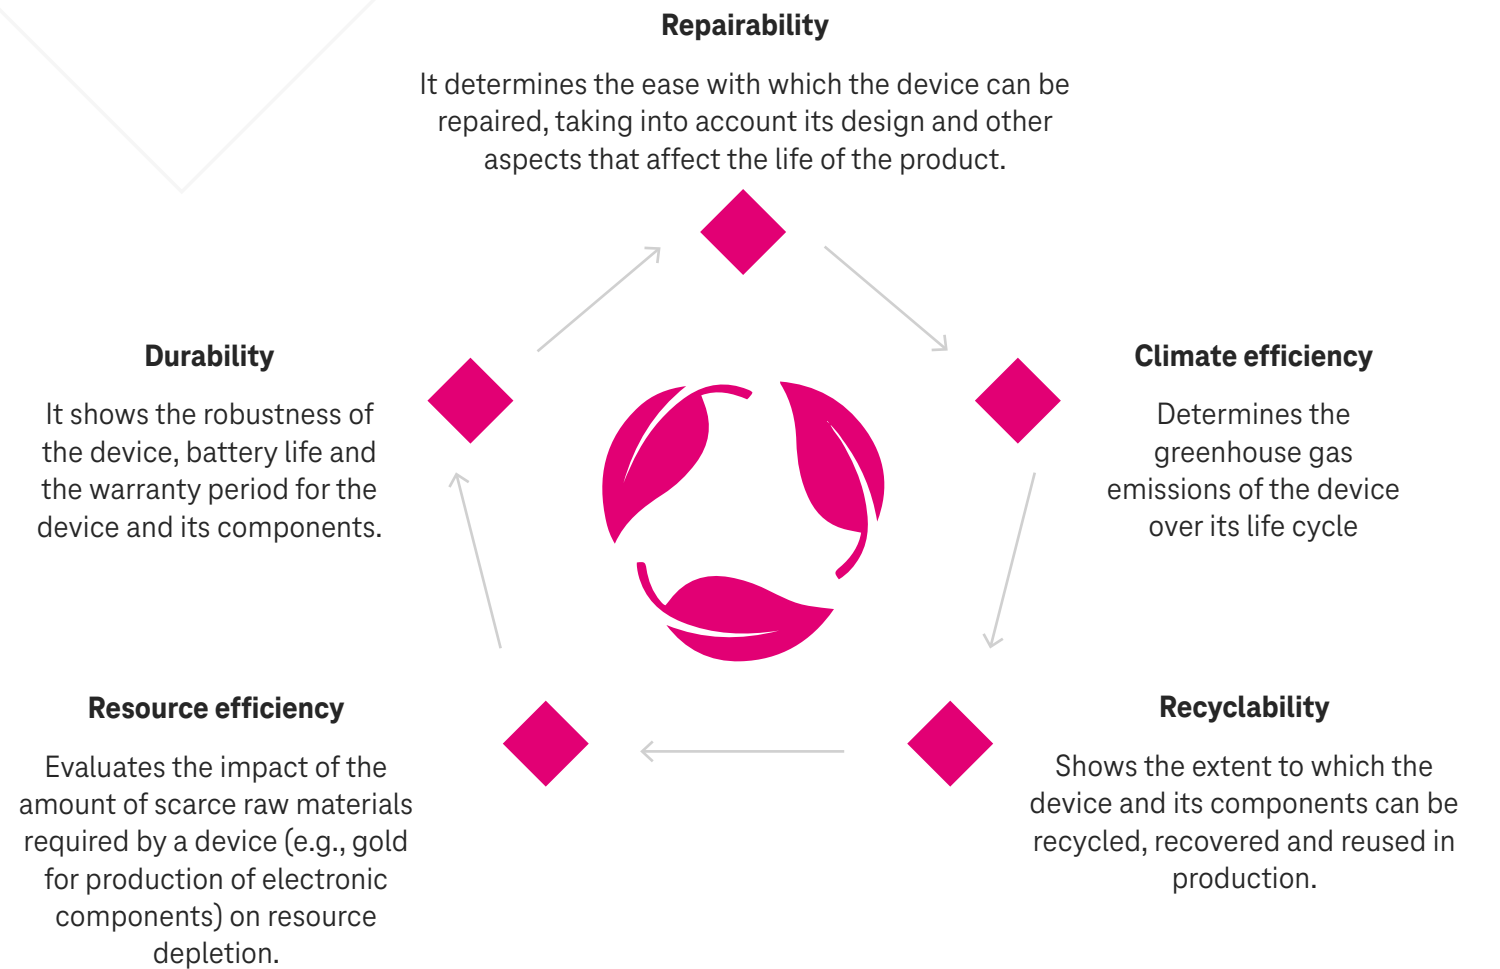 Repairability
It determines the ease with which the device can be
repaired, taking into account its design and other
aspects that affect the life of the product.
Durability
It shows the robustness of
the device, battery life and
the warranty period for the
device and its components.
Climate efficiency
Determines the
greenhouse gas
emissions of the device
over its life cycle
Resource efficiency
Evaluates the impact of the
amount of scarce raw materials
required by a device (e.g., gold
for production of electronic
components) on resource
depletion.
Recyclability
Shows the extent to which the
device and its components can be
recycled, recovered and reused in
production.